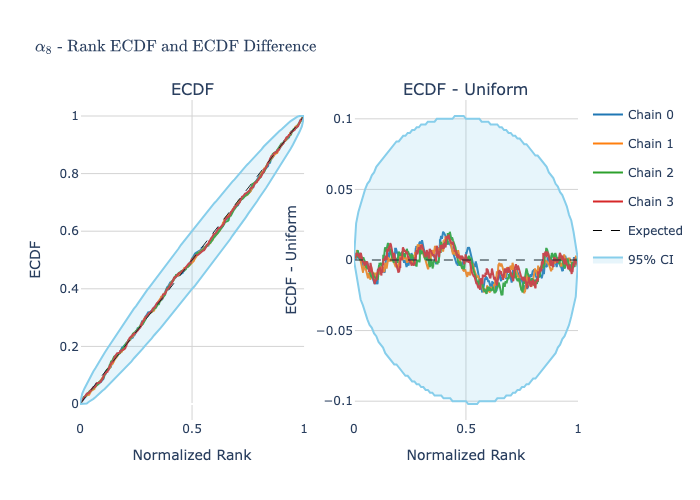 α₈ - Rank ECDF and ECDF Difference
ECDF
ECDF - Uniform
ECDF
1
0.8
0.6
0.4
0.2
0
0
0.5
1
Normalized Rank
ECDF - Uniform
0.1
0.05
0
−0.05
−0.1
0
0.5
1
Normalized Rank
Chain 0
Chain 1
Chain 2
Chain 3
Expected
95% CI